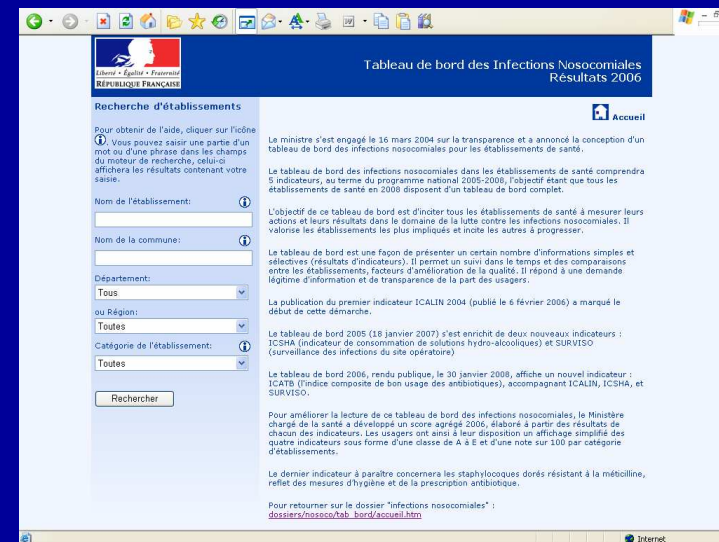 Liberté • Égalité • Fraternité
RÉPUBLIQUE FRANÇAISE
Tableau de bord des Infections Nosocomiales
Résultats 2006
Recherche d'établissements
Pour obtenir de l'aide, cliquer sur l'icône
. Vous pouvez saisir une partie d'un
mot ou d'une phrase dans les champs
du moteur de recherche, celui-ci
affichera les résultats contenant votre
saisie.
Nom de l'établissement:
Nom de la commune:
Département:
Tous
ou Région:
Toutes
Catégorie de l'établissement:
Toutes
Rechercher
Accueil
Le ministre s'est engagé le 16 mars 2004 sur la transparence et a annoncé la conception d'un
tableau de bord des infections nosocomiales pour les établissements de santé.
Le tableau de bord des infections nosocomiales dans les établissements de santé comprendra
5 indicateurs, au terme du programme national 2005-2008, l'objectif étant que tous les
établissements de santé en 2008 disposent d'un tableau de bord complet.
L'objectif de ce tableau de bord est d'inciter tous les établissements de santé à mesurer leurs
actions et leurs résultats dans le domaine de la lutte contre les infections nosocomiales. Il
valorise les établissements les plus impliqués et incite les autres à progresser.
Le tableau de bord est une façon de présenter un certain nombre d'informations simples et
sélectives (résultats d'indicateurs). Il permet un suivi dans le temps et des comparaisons
entre les établissements, facteurs d'amélioration de la qualité. Il répond à une demande
légitime d'information et de transparence de la part des usagers.
La publication du premier indicateur ICALIN 2004 (publié le 6 février 2006) a marqué le
début de cette démarche.
Le tableau de bord 2005 (18 janvier 2007) s'est enrichit de deux nouveaux indicateurs :
ICSHA (indicateur de consommation de solutions hydro-alcooliques) et SURVISO
(surveillance des infections du site opératoire)
Le tableau de bord 2006, rendu publique, le 30 janvier 2008, affiche un nouvel indicateur :
ICATB (l'indice composite de bon usage des antibiotiques), accompagnant ICALIN, ICSHA, et
SURVISO.
Pour améliorer la lecture de ce tableau de bord des infections nosocomiales, le Ministère
chargé de la santé a développé un score agrégé 2006, élaboré à partir des résultats de
chacun des indicateurs. Les usagers ont ainsi à leur disposition un affichage simplifié des
quatre indicateurs sous forme d'une classe de A à E et d'une note sur 100 par catégorie
d'établissements.
Le dernier indicateur à paraître concernera les staphylocoques dorés résistant à la méticilline,
reflet des mesures d'hygiène et de la prescription antibiotique.
Pour retourner sur le dossier "infections nosocomiales" :
dossiers/nosoco/tab_bord/accueil.htm
Internet